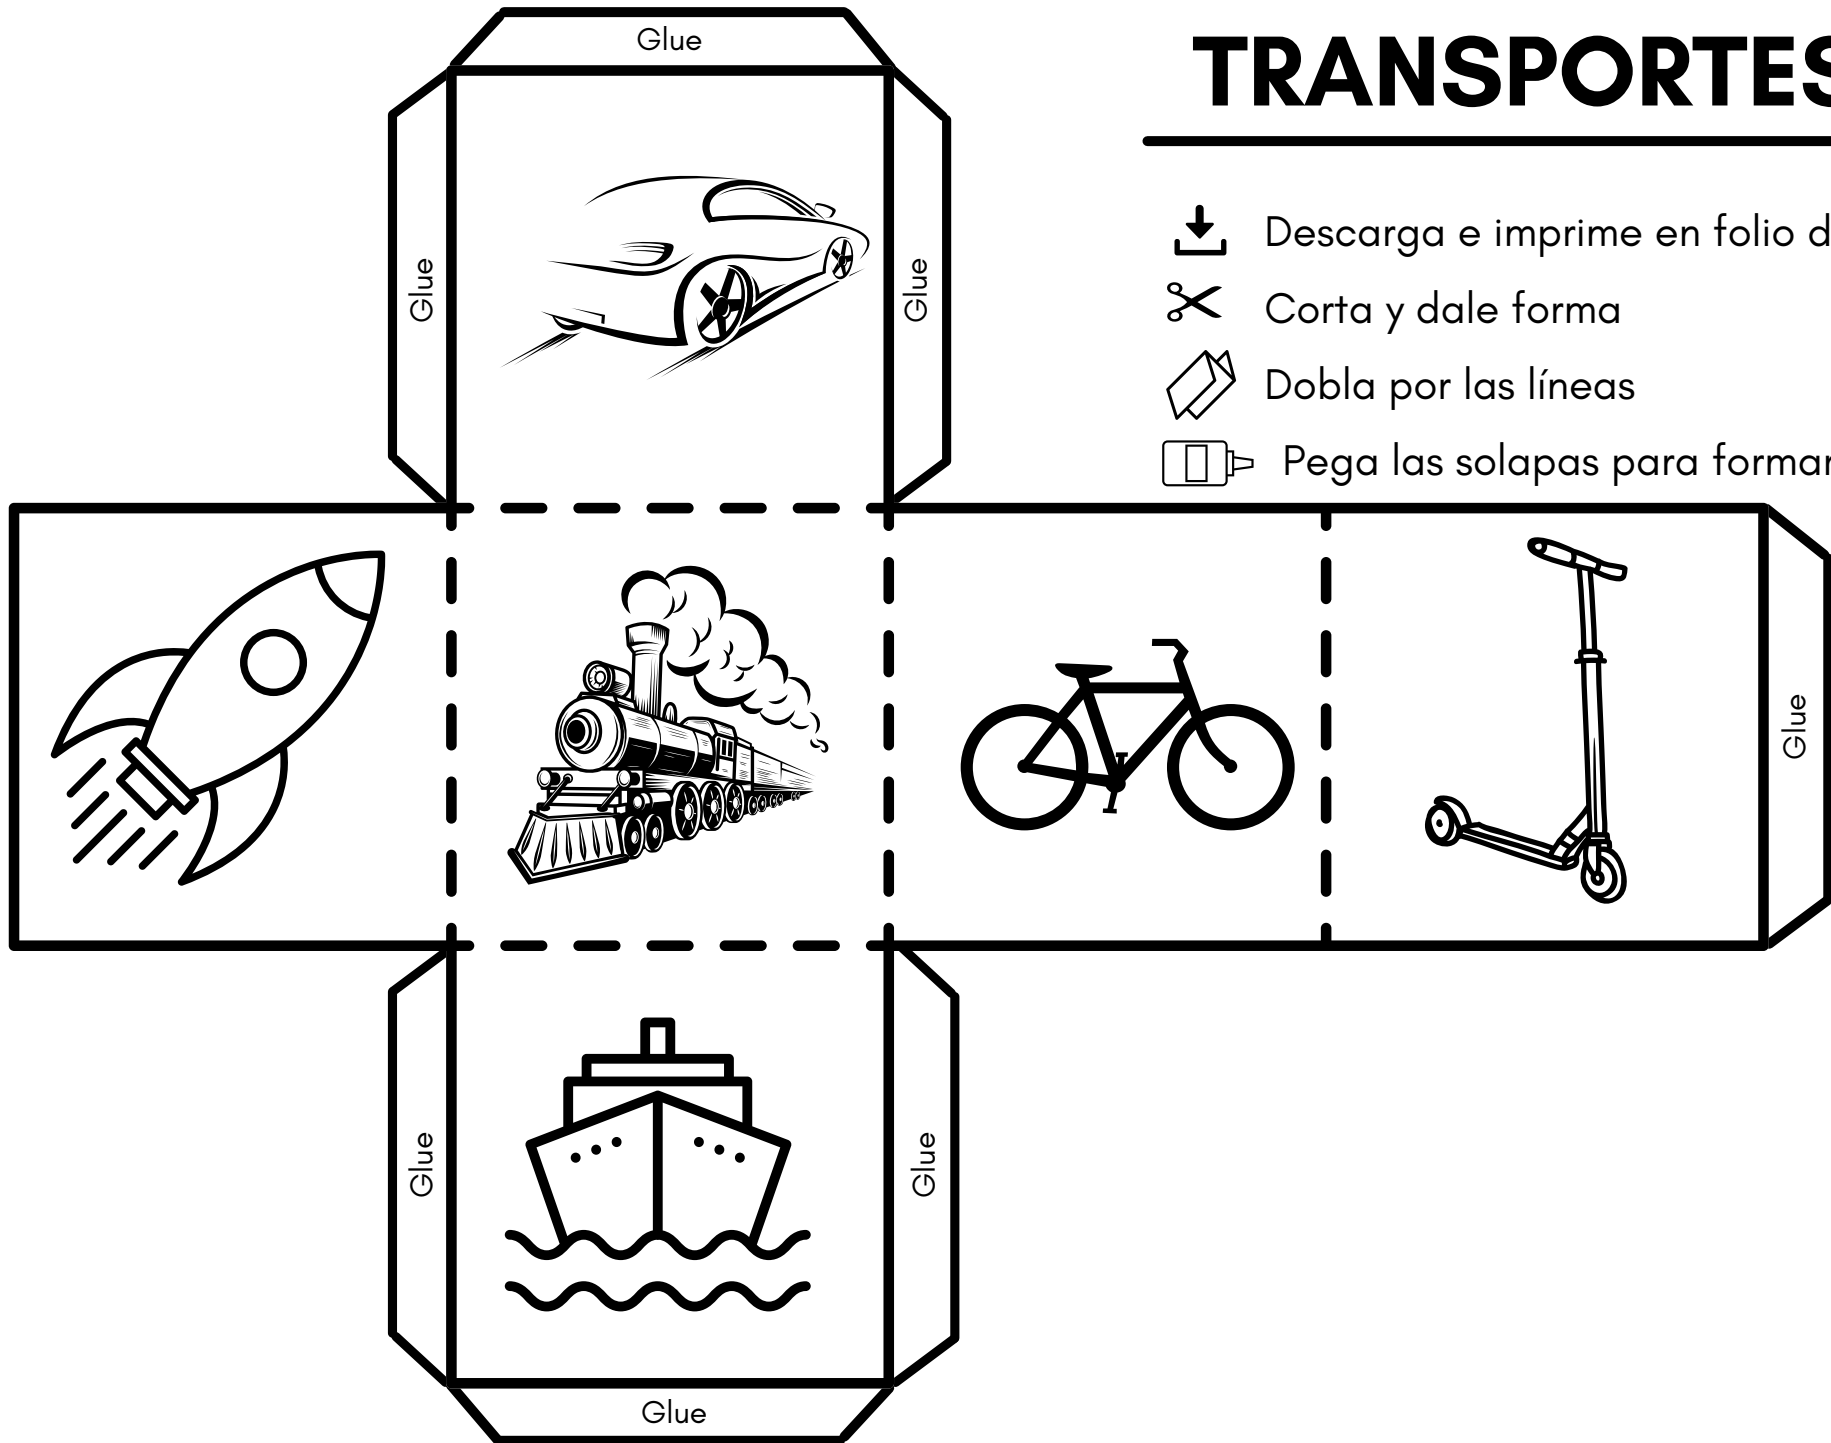 Glue
TRANSPORTES
Glue
Glue
Descarga e imprime en folio d
Corta y dale forma
Dobla por las líneas
Pega las solapas para formar
Glue
Glue
Glue
Glue